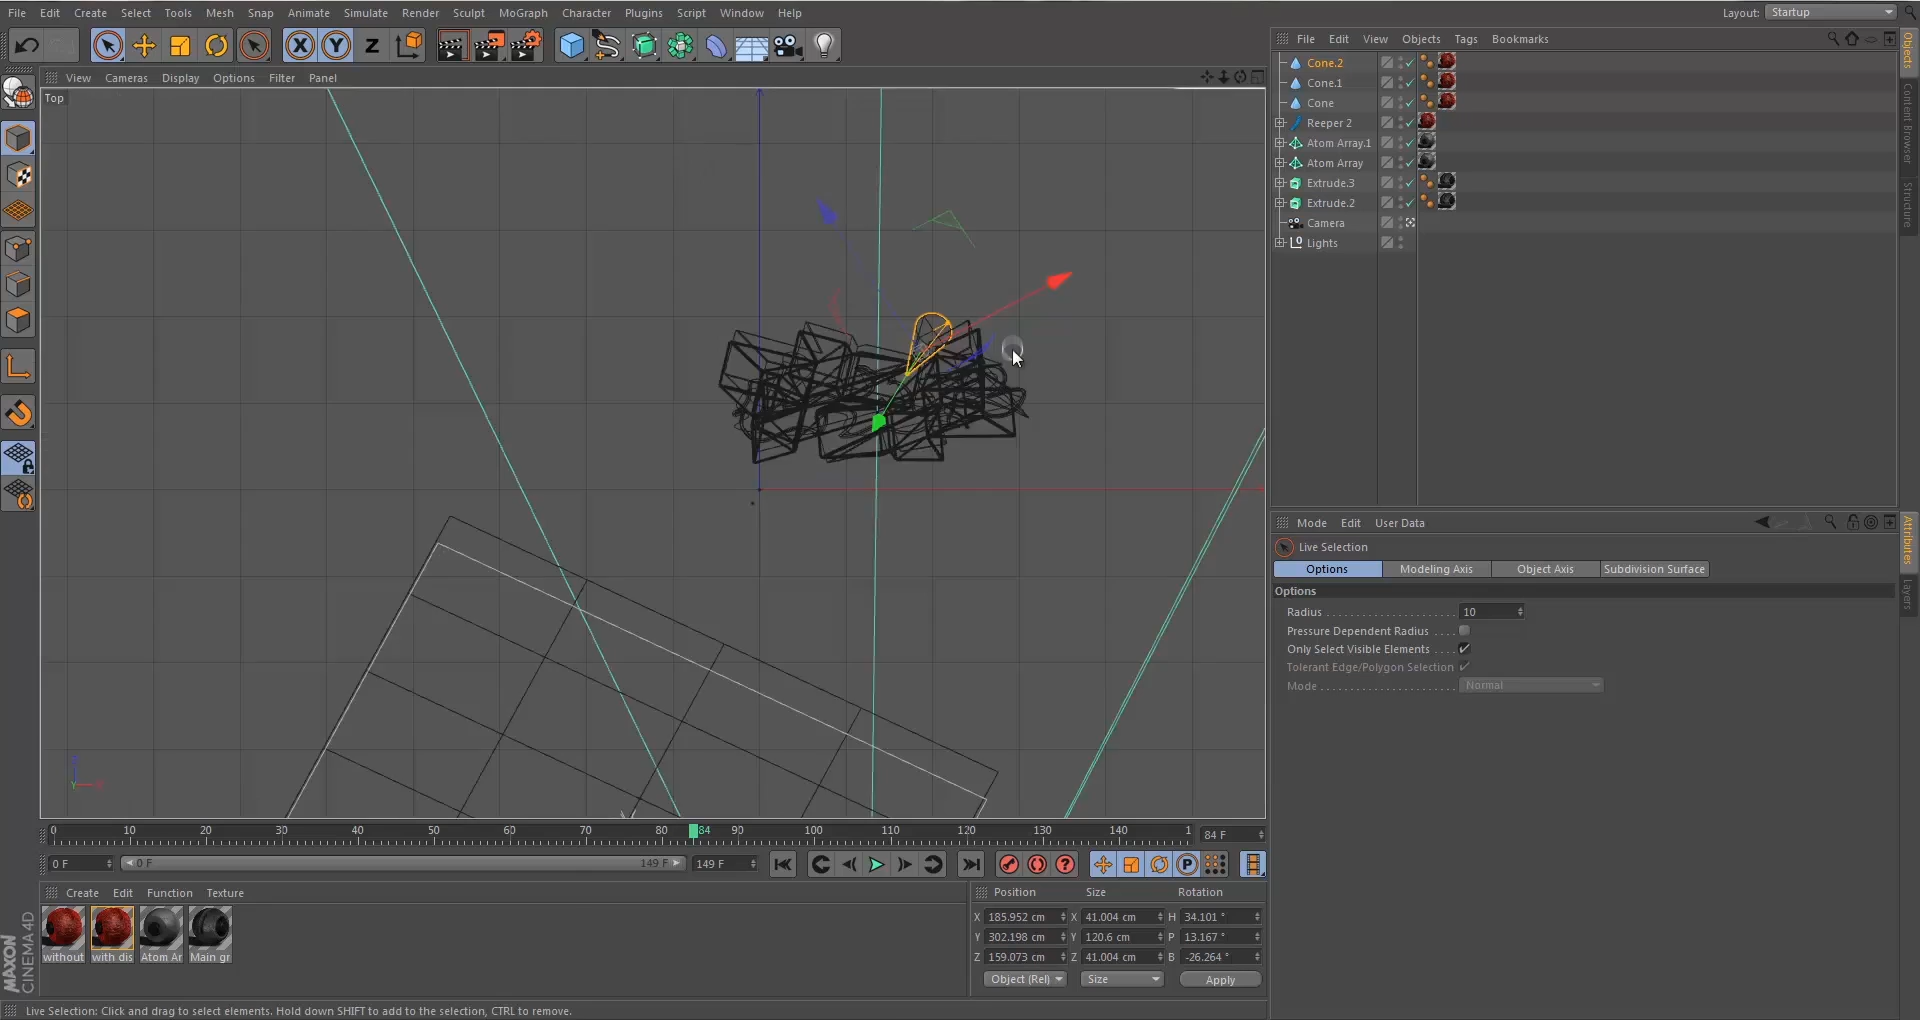 File Edit Create Select Tools Mesh Snap Animate Simulate Render Sculpt MoGraph Character Plugins Script Window Help
Layout: Startup
X Y Z
View Cameras Display Options Filter Panel
Top
File Edit View Objects Tags Bookmarks
Cone.2
Cone.1
Cone
Reeper 2
Atom Array.1
Atom Array
Extrude.3
Extrude.2
Camera
Lights
Objects
Content Browser
Structure
Mode Edit User Data
Live Selection
Options Modeling Axis Object Axis Subdivision Surface
Options
Radius 10
Pressure Dependent Radius
Only Select Visible Elements
Tolerant Edge/Polygon Selection
Mode Normal
Attributes
Layers
0 10 20 30 40 50 60 70 80 84 90 100 110 120 130 140 1
84 F
0 F 0 F 149 F 149 F
Create Edit Function Texture
without with dis Atom Ar Main gr
Position Size Rotation
X 185.952 cm X 41.004 cm H 34.101 °
Y 302.198 cm Y 120.6 cm P 13.167 °
Z 159.073 cm Z 41.004 cm B -26.264 °
Object (Rel) Size Apply
MAXON
CINEMA 4D
Live Selection: Click and drag to select elements. Hold down SHIFT to add to the selection, CTRL to remove.